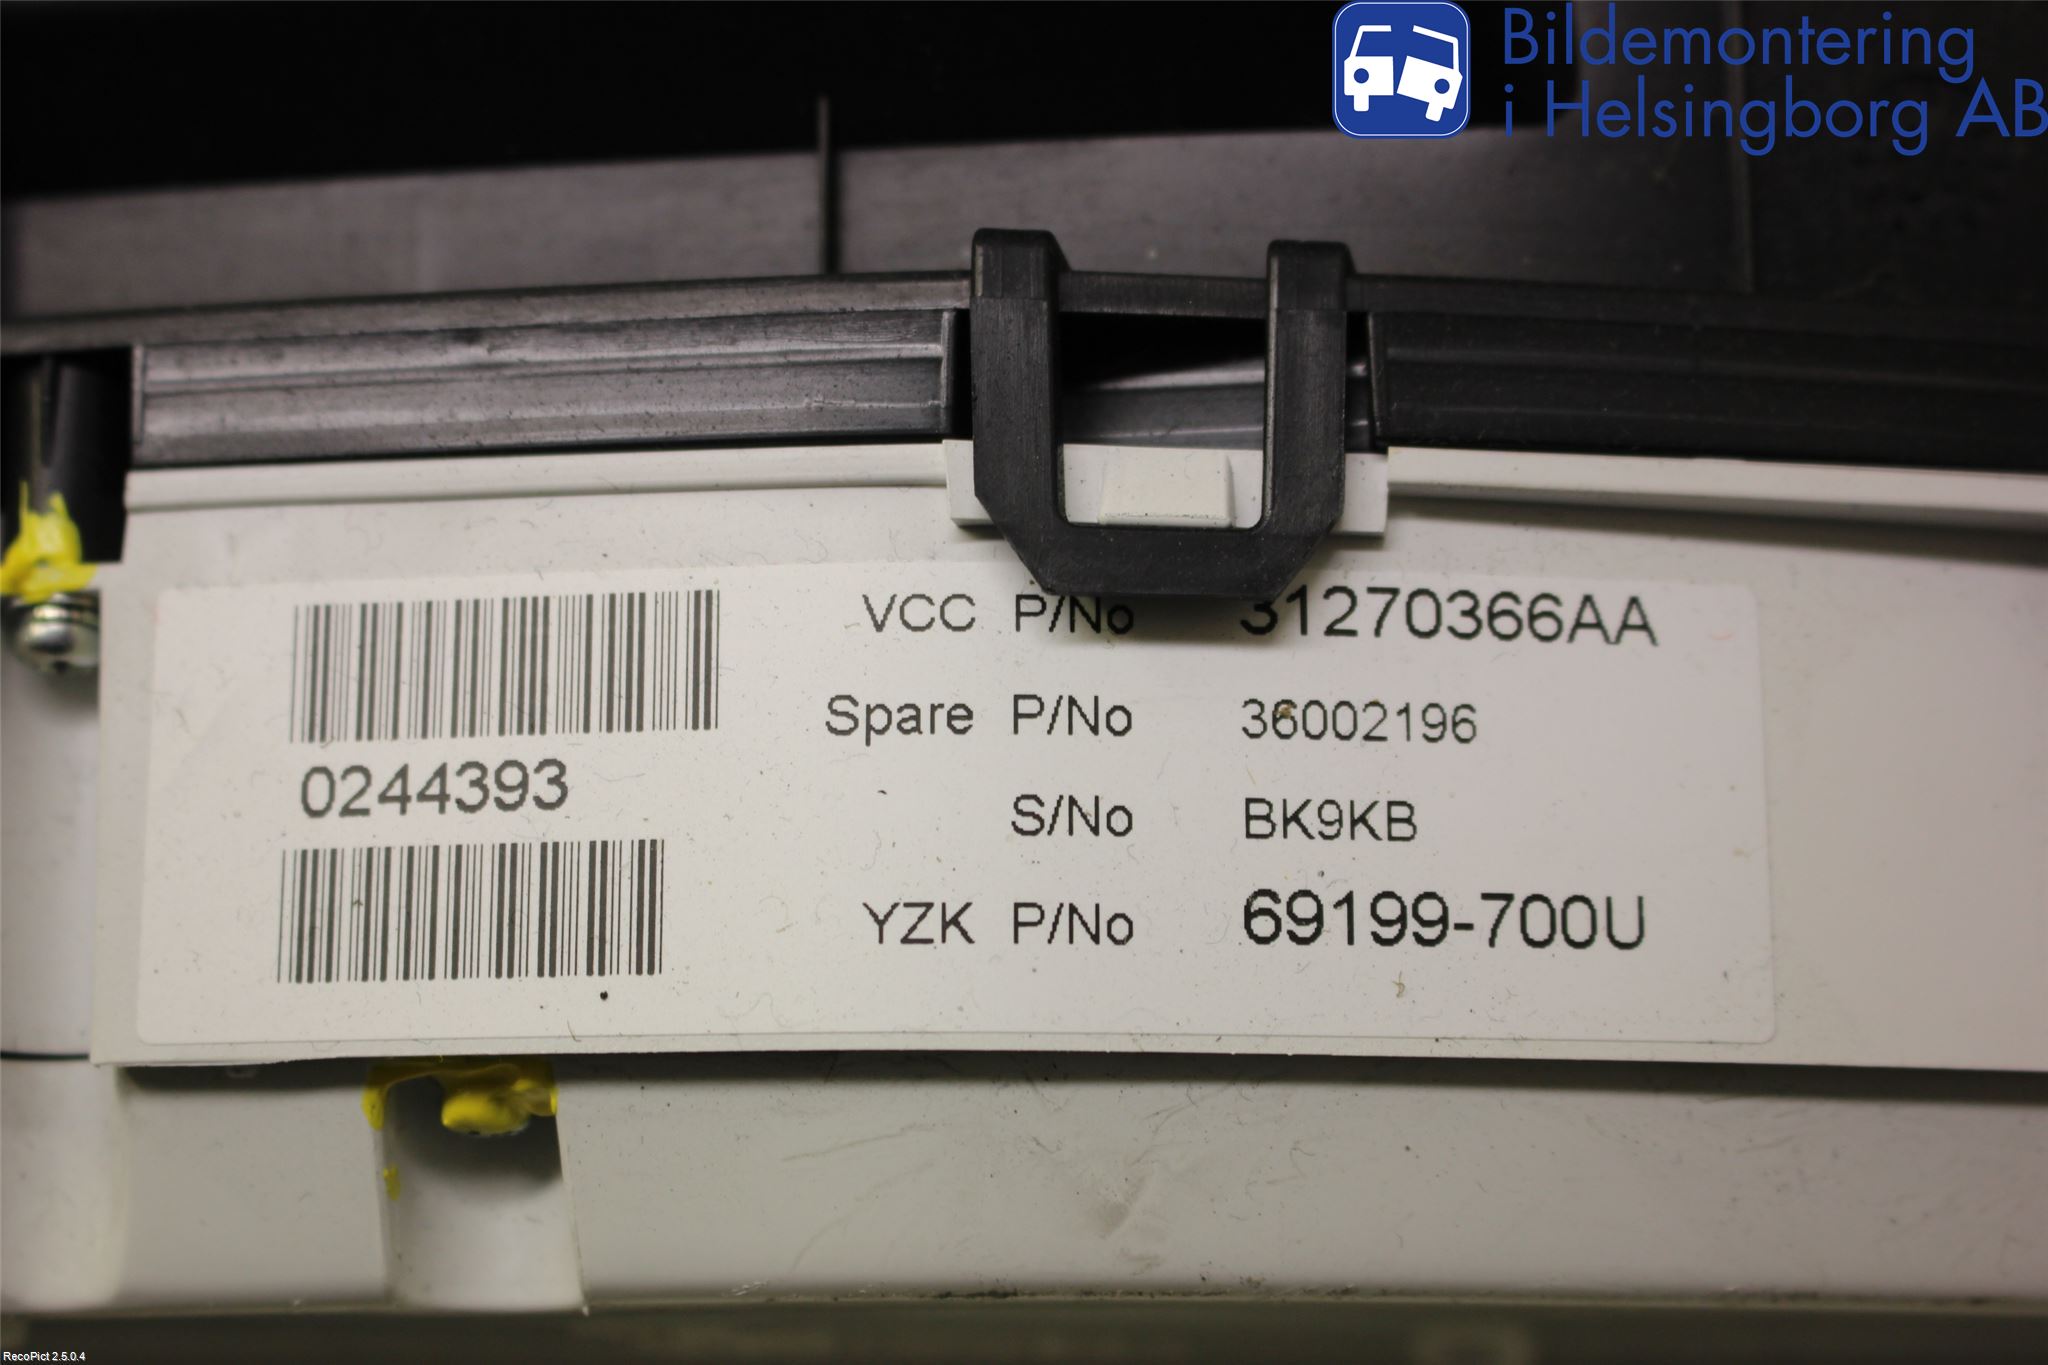 Bildemontering
i Helsingborg AB
VCC P/No 31270366AA
Spare P/No 36002196
0244393
S/No BK9KB
YZK P/No 69199-700U
RecoPict 2.5.0.4